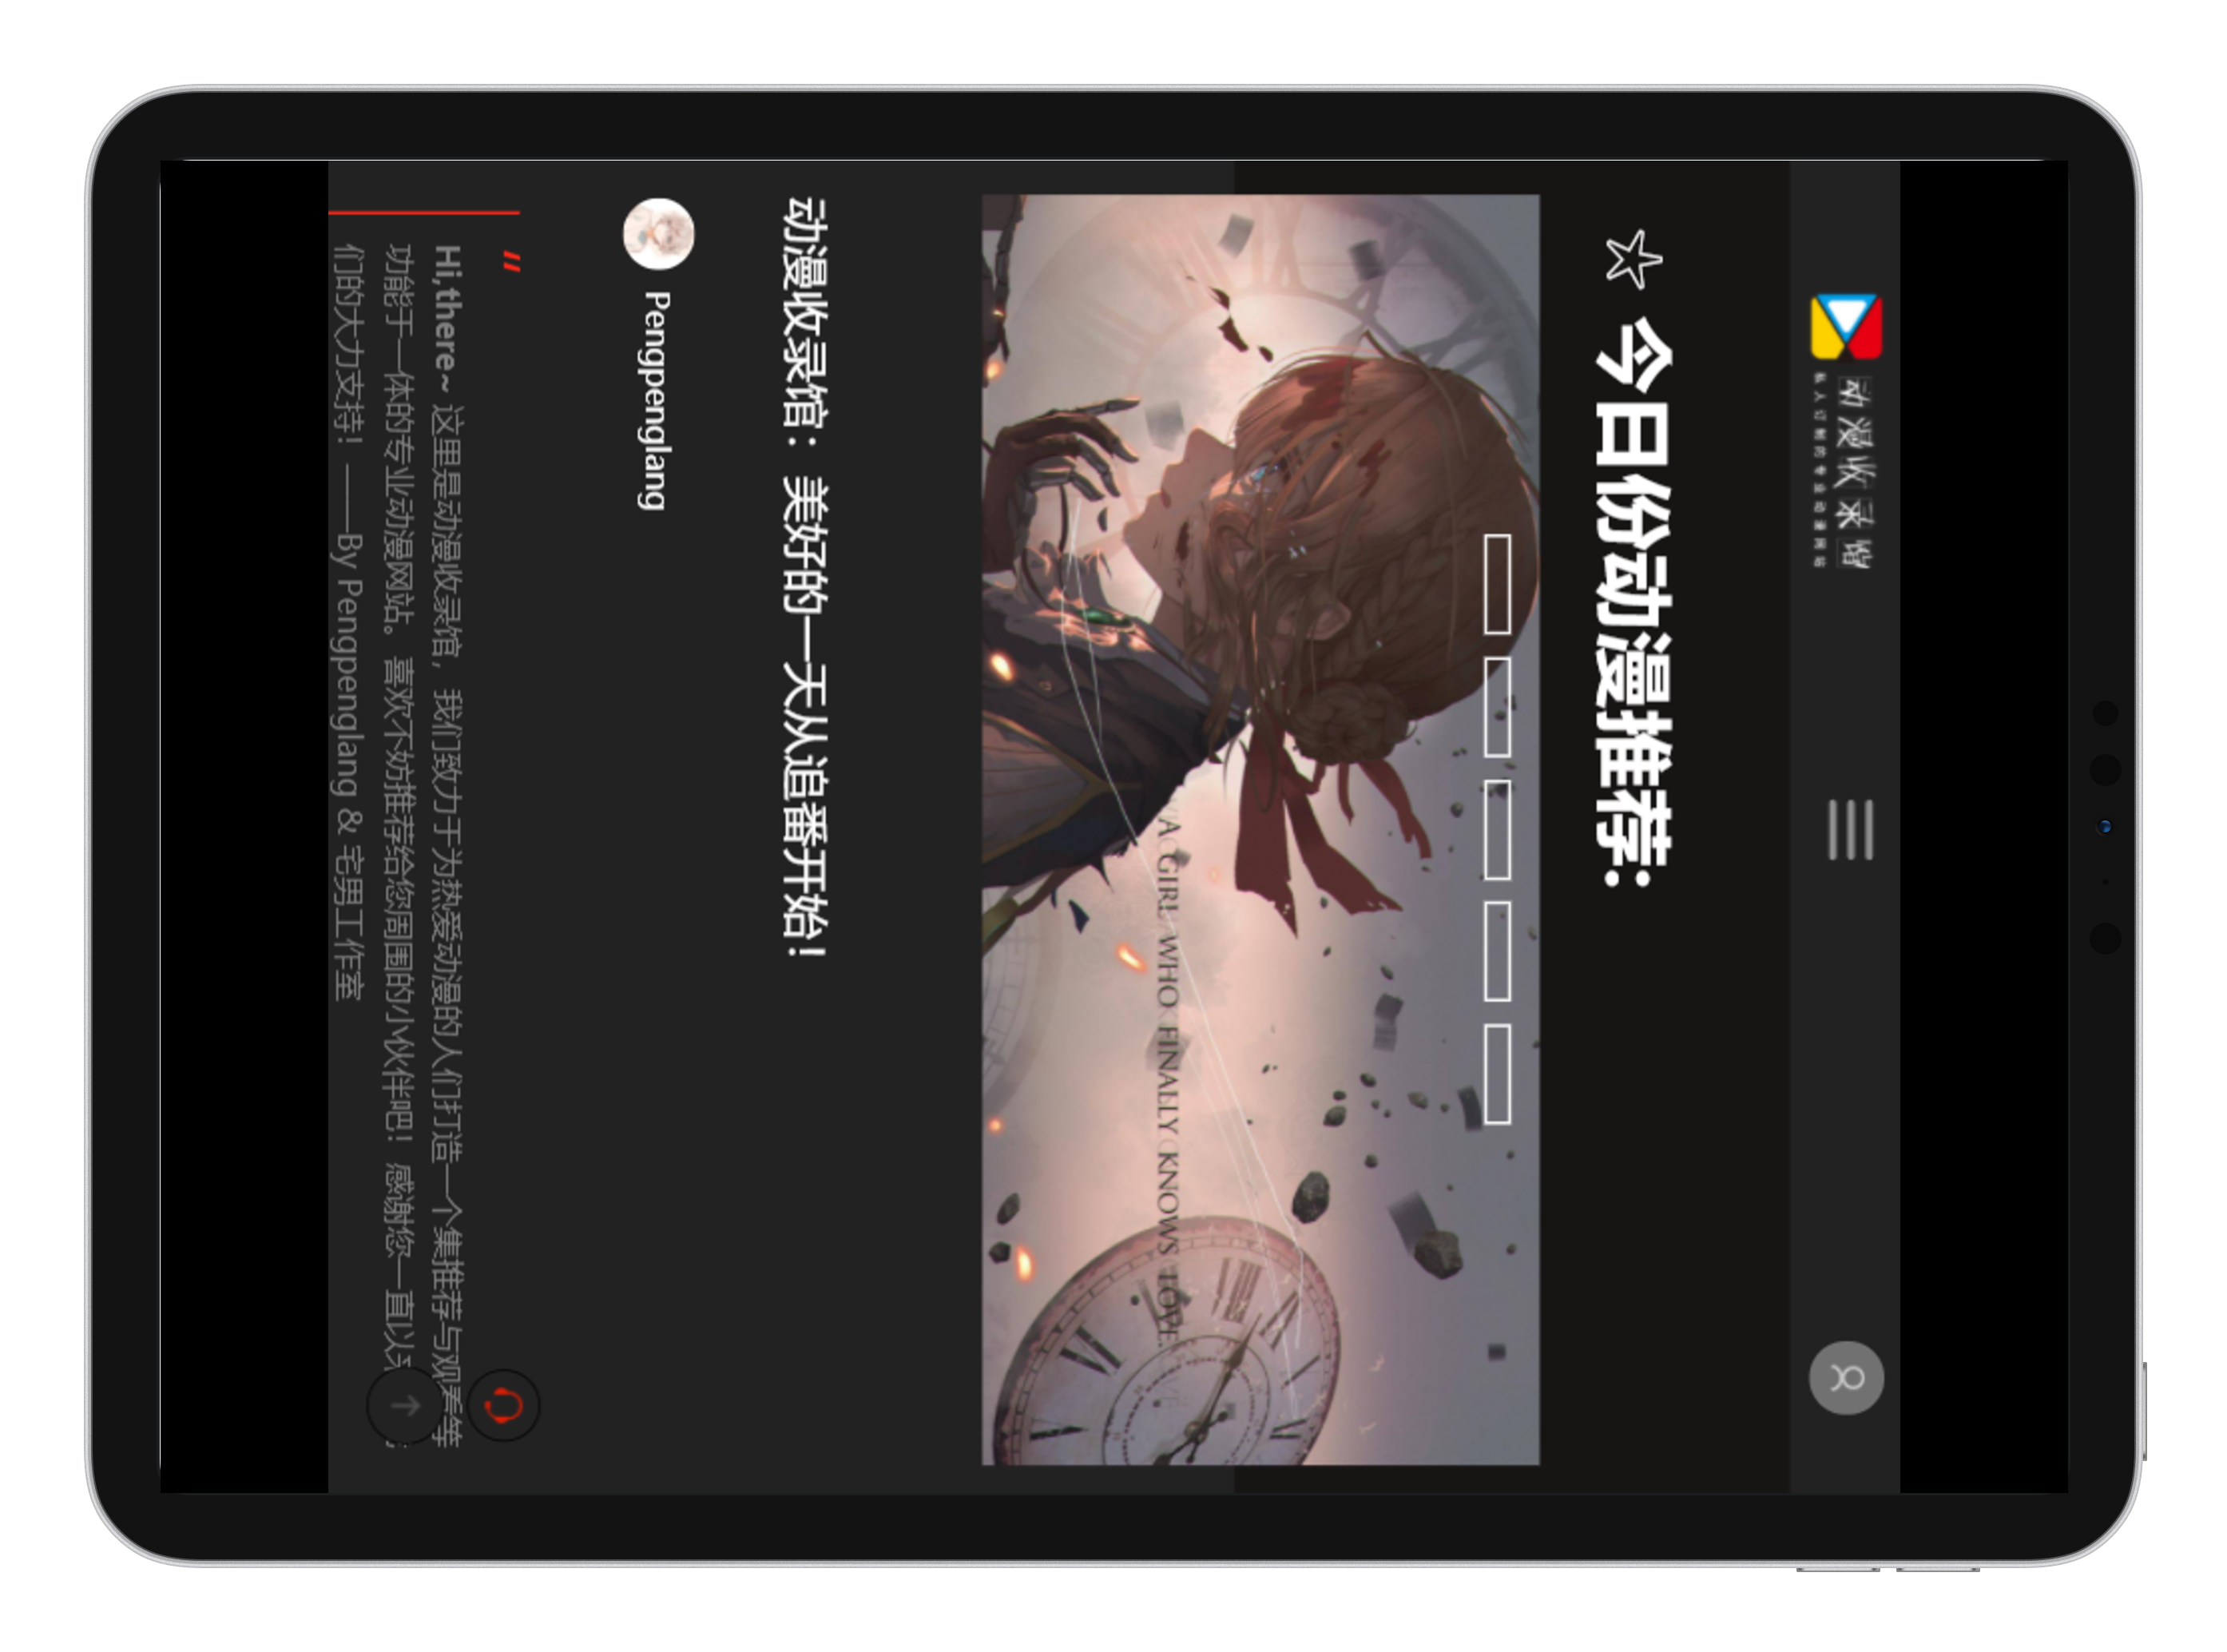 动漫收录馆
私人订制的专业动漫网站
☆ 今日份动漫推荐:
A GIRL WHO FINALLY KNOWS LOVE
动漫收录馆：美好的一天从追番开始！
Pengpenglang
"
Hi,there~ 这里是动漫收录馆，我们致力于为热爱动漫的人们打造一个集推荐与观看等
功能于一体的专业动漫网站。喜欢不妨推荐给您周围的小伙伴吧！感谢您一直以来
们的大力支持！——By Pengpenglang & 宅男工作室